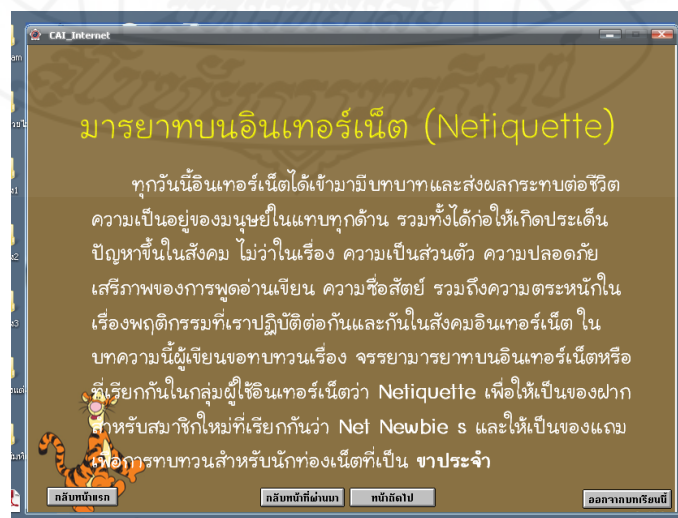 CAI_Internet
มารยาทบนอินเทอร์เน็ต (Netiquette)
ทุกวันนี้อินเทอร์เน็ตได้เข้ามามีบทบาทและส่งผลกระทบต่อชีวิต
ความเป็นอยู่ของมนุษย์ในแทบทุกด้าน รวมทั้งได้ก่อให้เกิดประเด็น
ปัญหาขึ้นในสังคม ไม่ว่าในเรื่อง ความเป็นส่วนตัว ความปลอดภัย
เสรีภาพของการพูดอ่านเขียน ความซื่อสัตย์ รวมถึงความตระหนักใน
เรื่องพฤติกรรมที่เราปฏิบัติต่อกันและกันในสังคมอินเทอร์เน็ต ใน
บทความนี้ผู้เขียนขอทบทวนเรื่อง จรรยามารยาทบนอินเทอร์เน็ตหรือ
ที่เรียกกันในกลุ่มผู้ใช้อินเทอร์เน็ตว่า Netiquette เพื่อให้เป็นของฝาก
สำหรับสมาชิกใหม่ที่เรียกกันว่า Net Newbie s และให้เป็นของแถม
เพื่อการทบทวนสำหรับนักท่องเน็ตที่เป็น ขาประจำ
กลับหน้าแรก
กลับหน้าที่ผ่านมา
หน้าถัดไป
ออกจากบทเรียนนี้